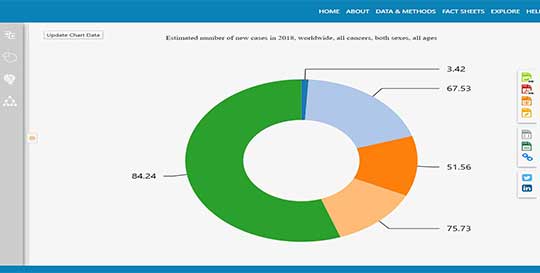 HOME ABOUT DATA & METHODS FACT SHEETS EXPLORE HEL
Update Chart Data
Estimated number of new cases in 2018, worldwide, all cancers, both sexes, all ages
3.42
67.53
51.56
84.24
75.73